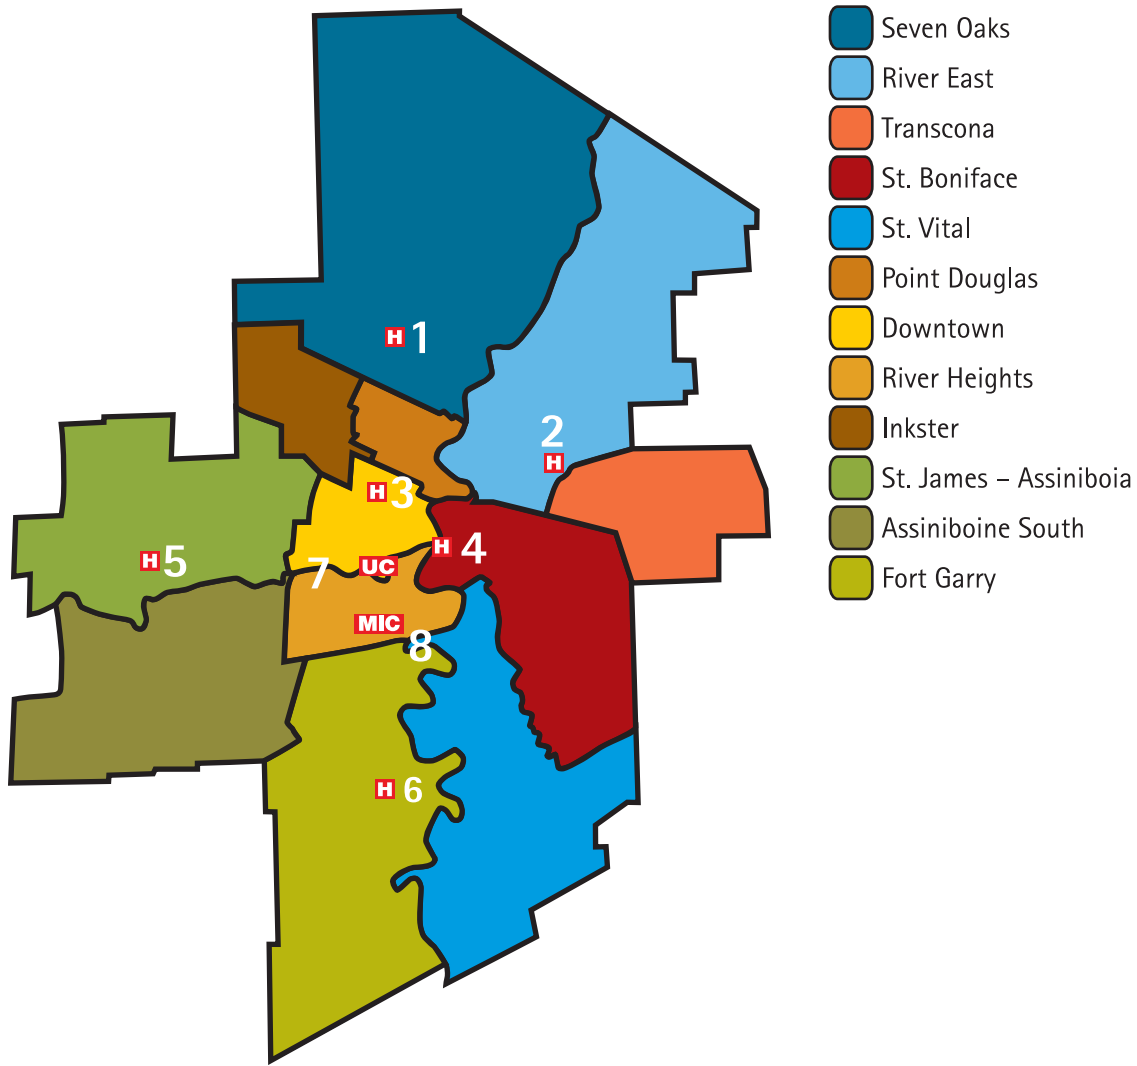 Seven Oaks
River East
Transcona
St. Boniface
St. Vital
Point Douglas
Downtown
River Heights
Inkster
St. James – Assiniboia
Assiniboine South
Fort Garry
H 1
2
H
H 3
H 4
H 5
7 UC
MIC
8
H 6